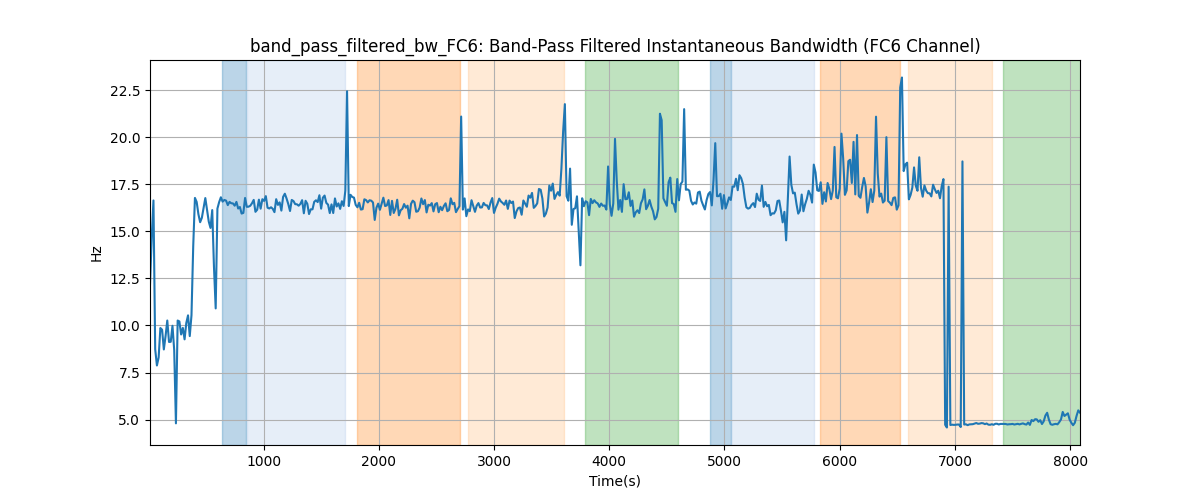 band_pass_filtered_bw_FC6: Band-Pass Filtered Instantaneous Bandwidth (FC6 Channel)
22.5
20.0
17.5
15.0
12.5
10.0
7.5
5.0
Hz
1000 2000 3000 4000 5000 6000 7000 8000
Time(s)